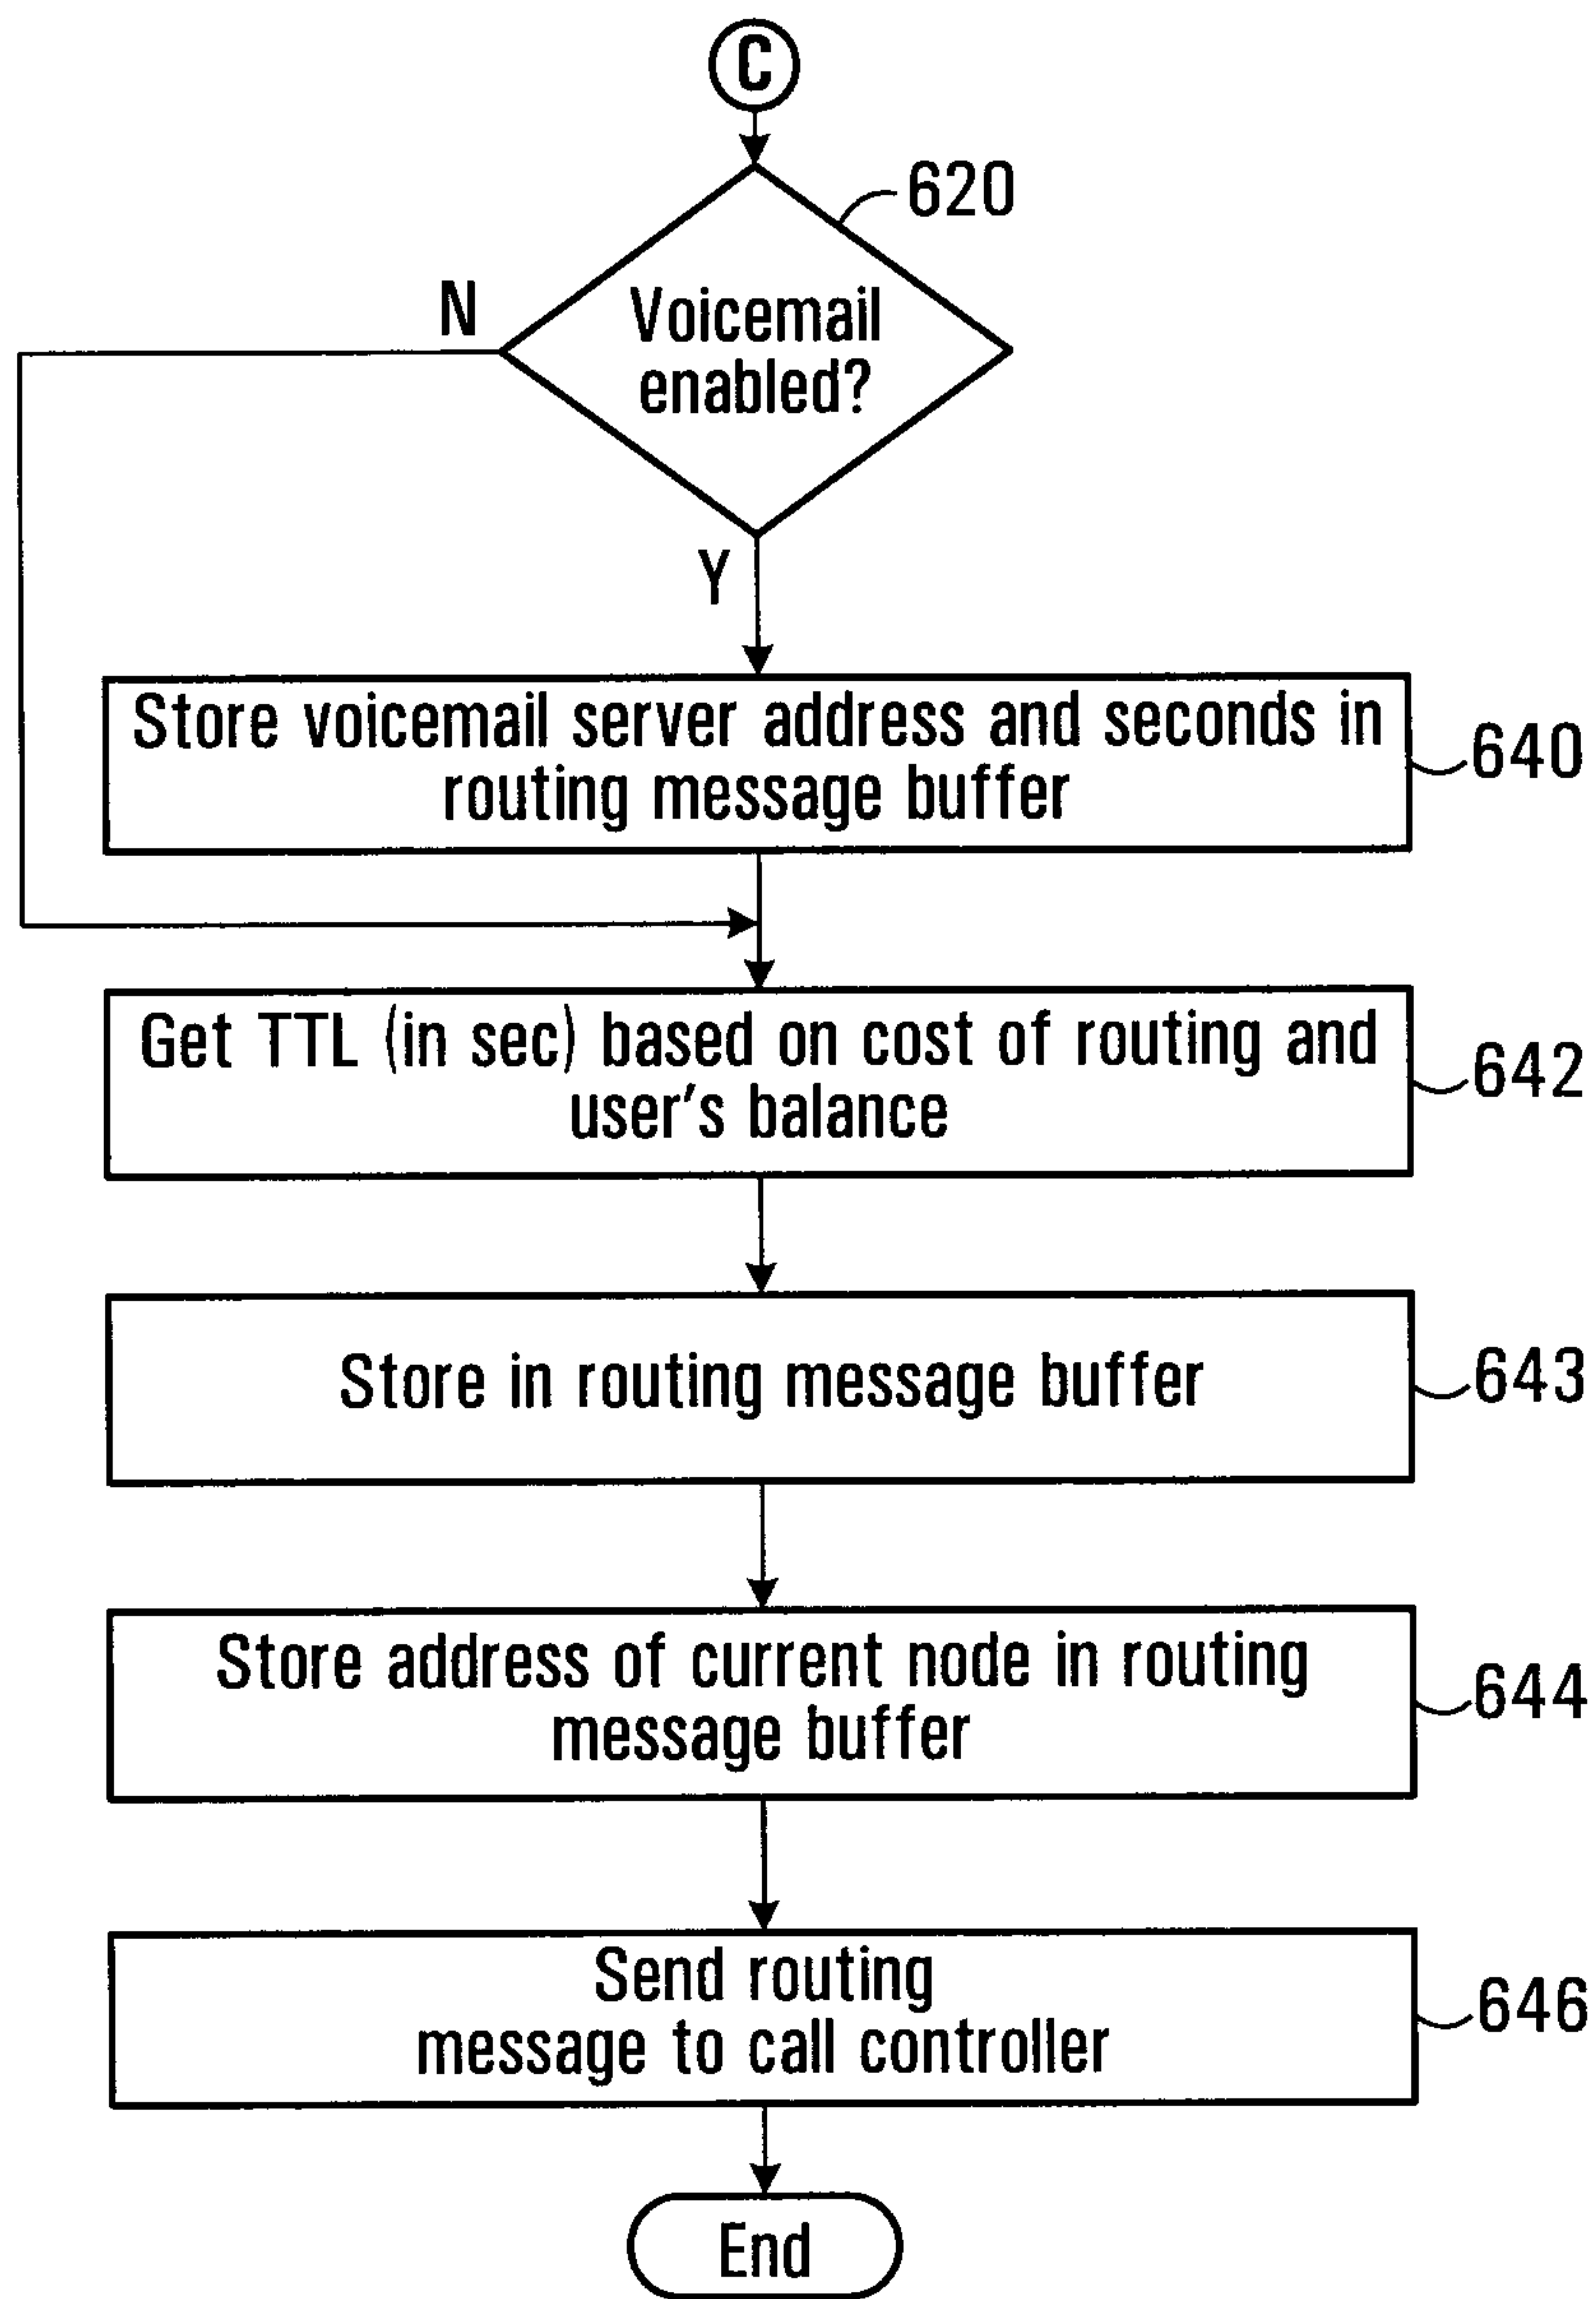 C
620
N
Voicemail
enabled?
Y
Store voicemail server address and seconds in
routing message buffer
640
Get TTL (in sec) based on cost of routing and
user's balance
642
Store in routing message buffer
643
Store address of current node in routing
message buffer
644
Send routing
message to call controller
646
End